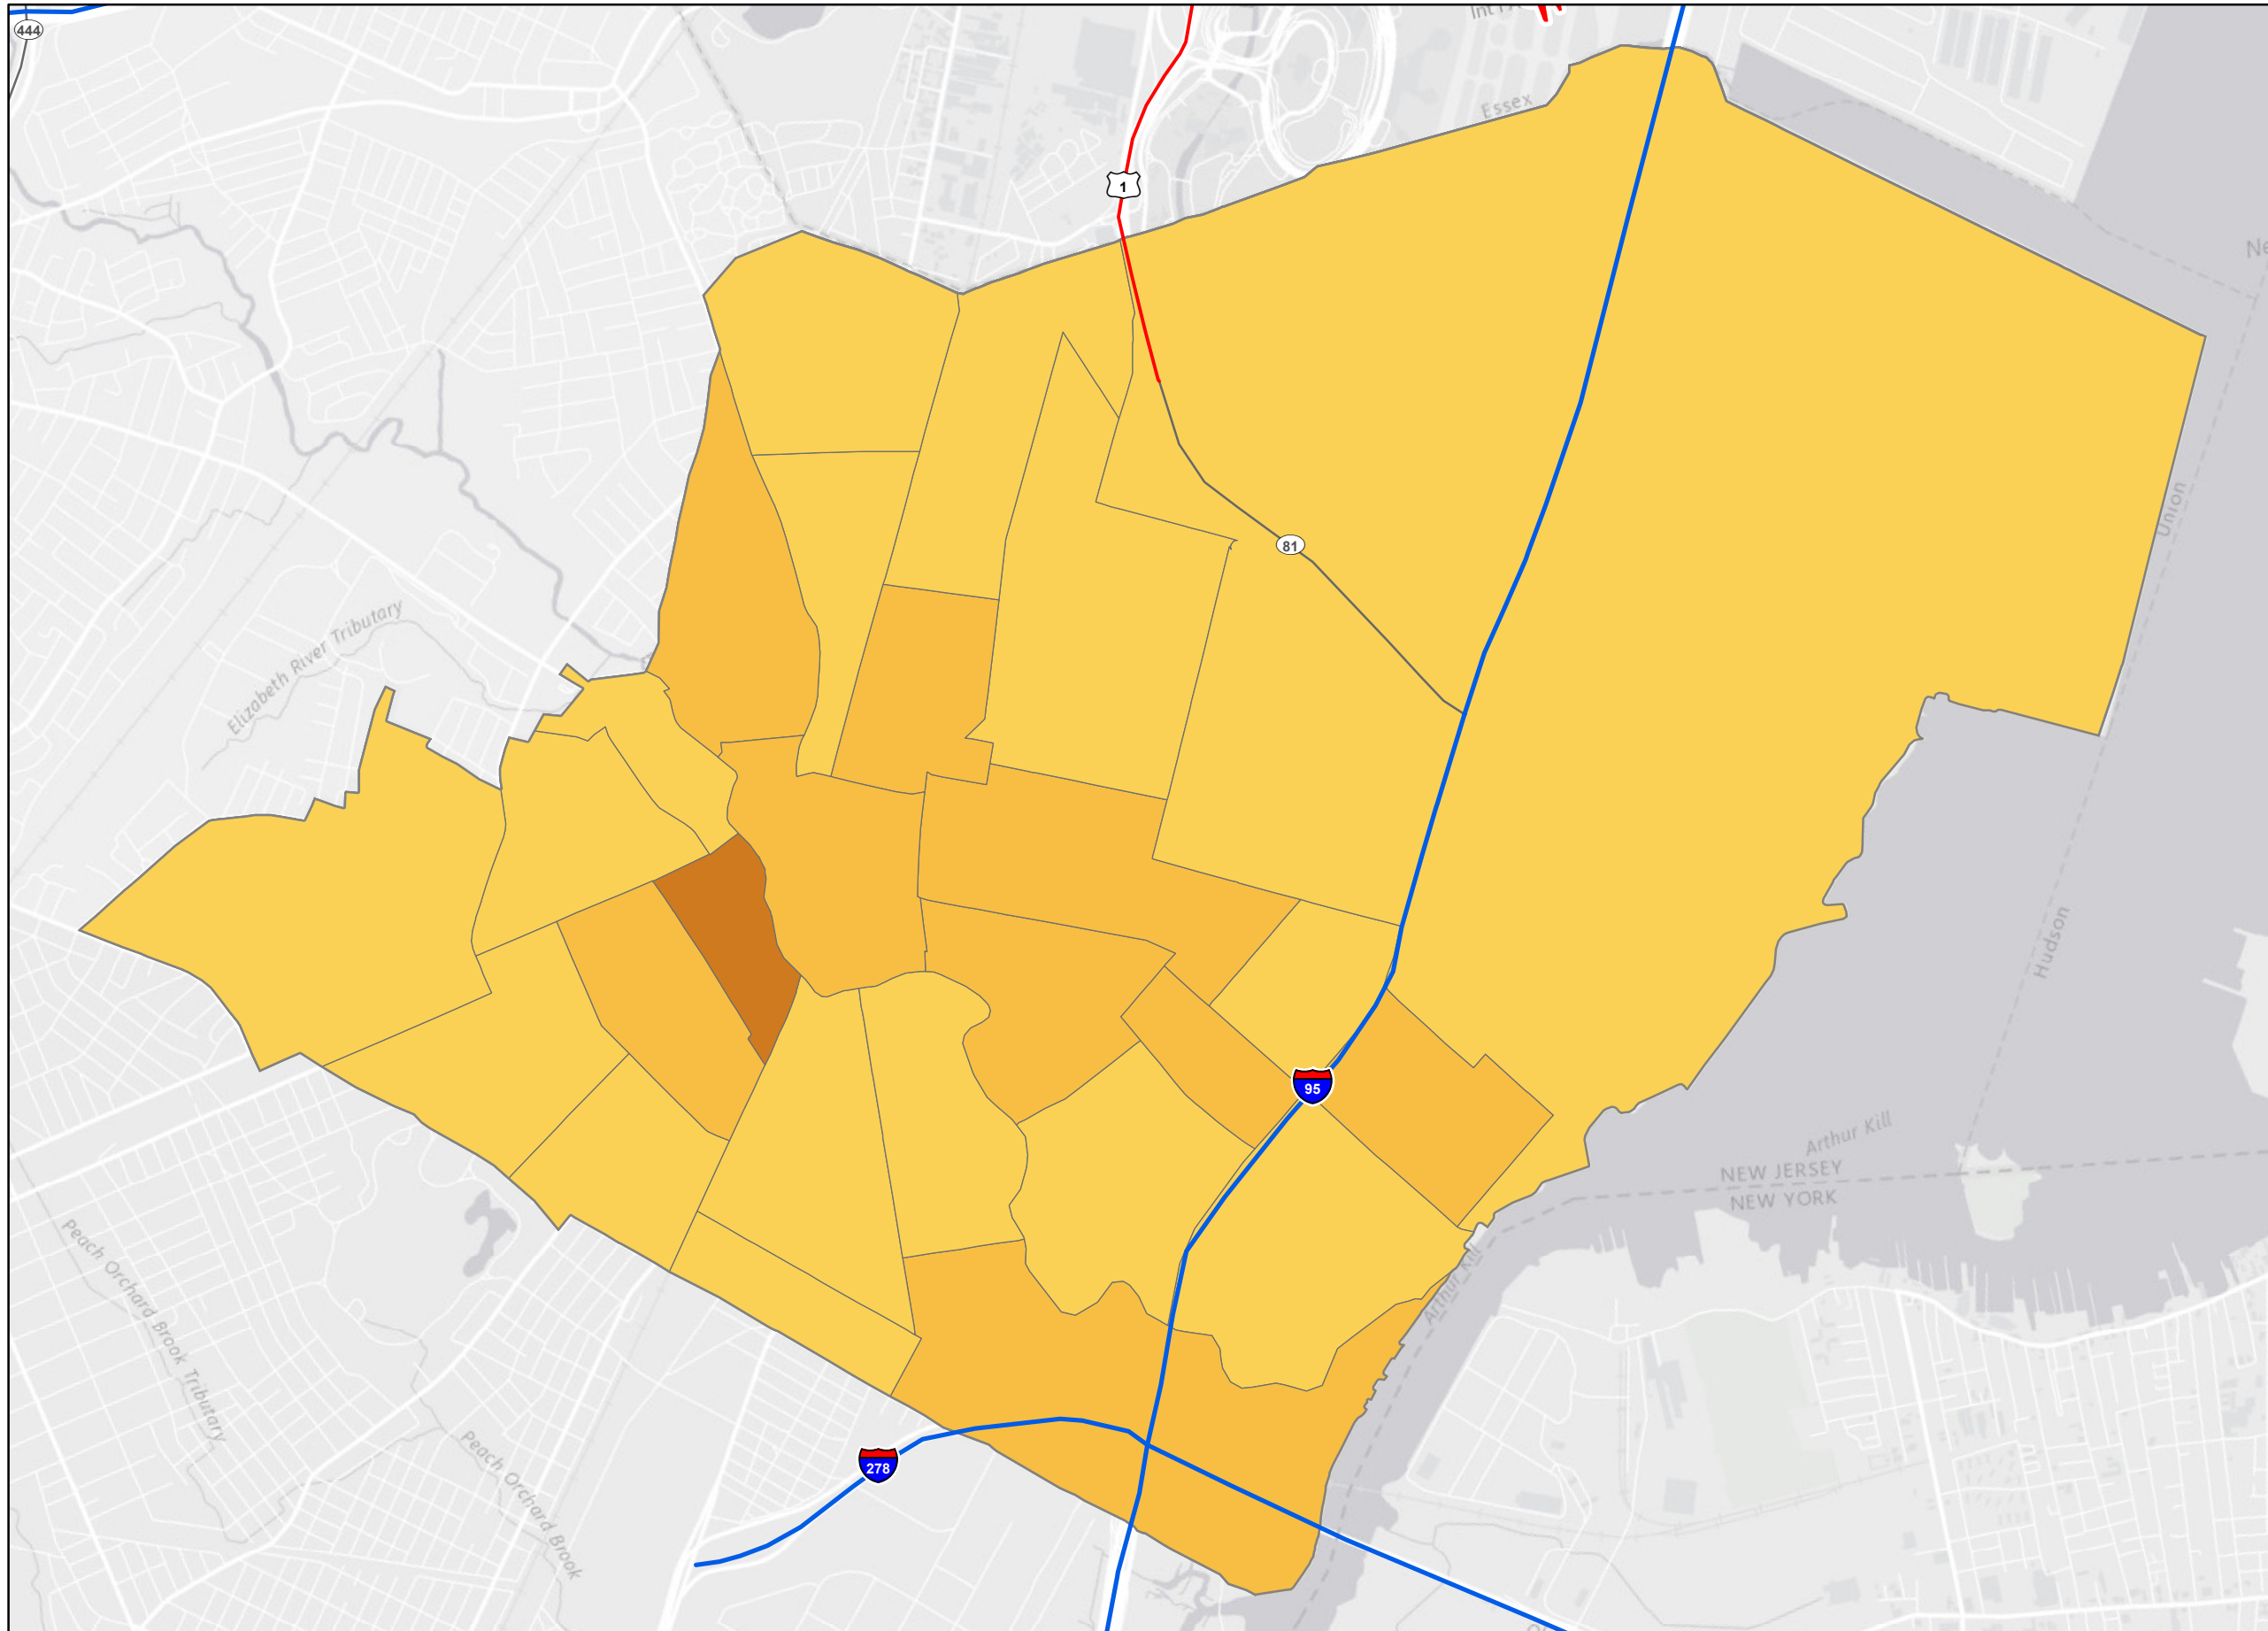 444
Int'l A
Essex
1
Ne
Union
81
Elizabeth River Tributary
Hudson
95
Arthur Kill
NEW JERSEY
NEW YORK
Arthur Kill
Peach Orchard Brook Tributary
Peach Orchard Brook
278